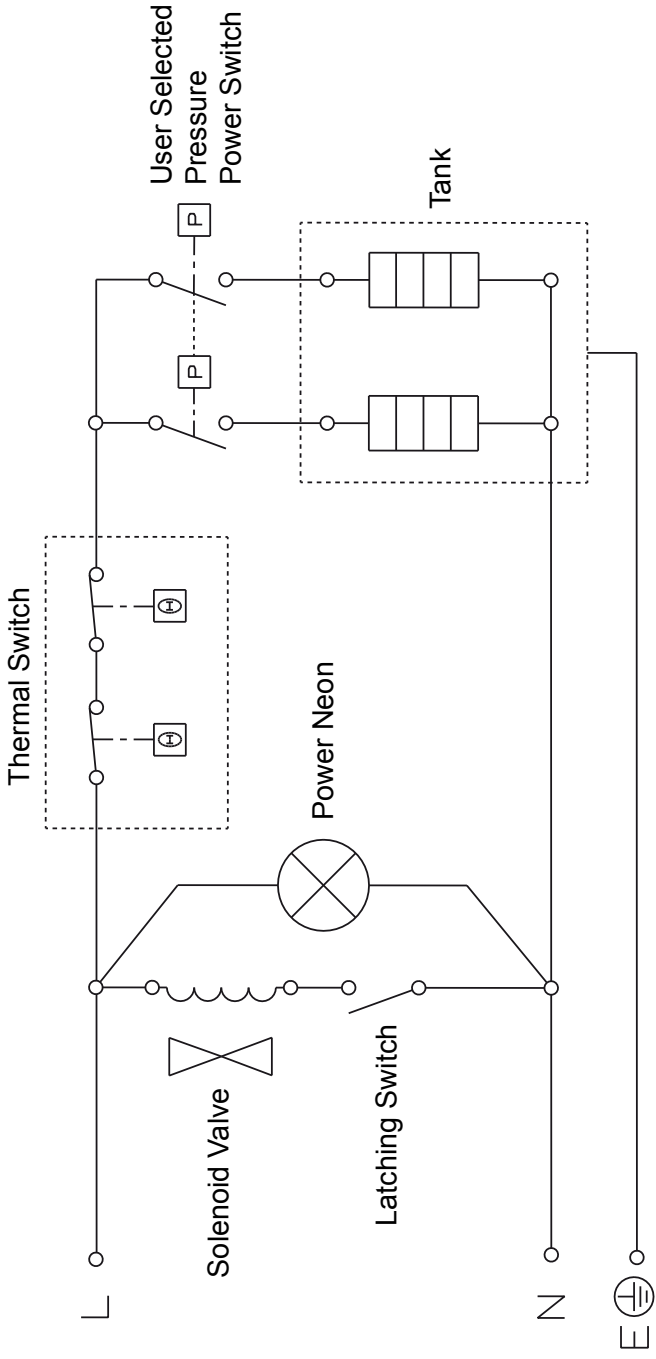 Thermal Switch
User Selected
Pressure
Power Switch
P
P
Θ
Θ
Tank
Power Neon
Solenoid Valve
Latching Switch
L
N
E